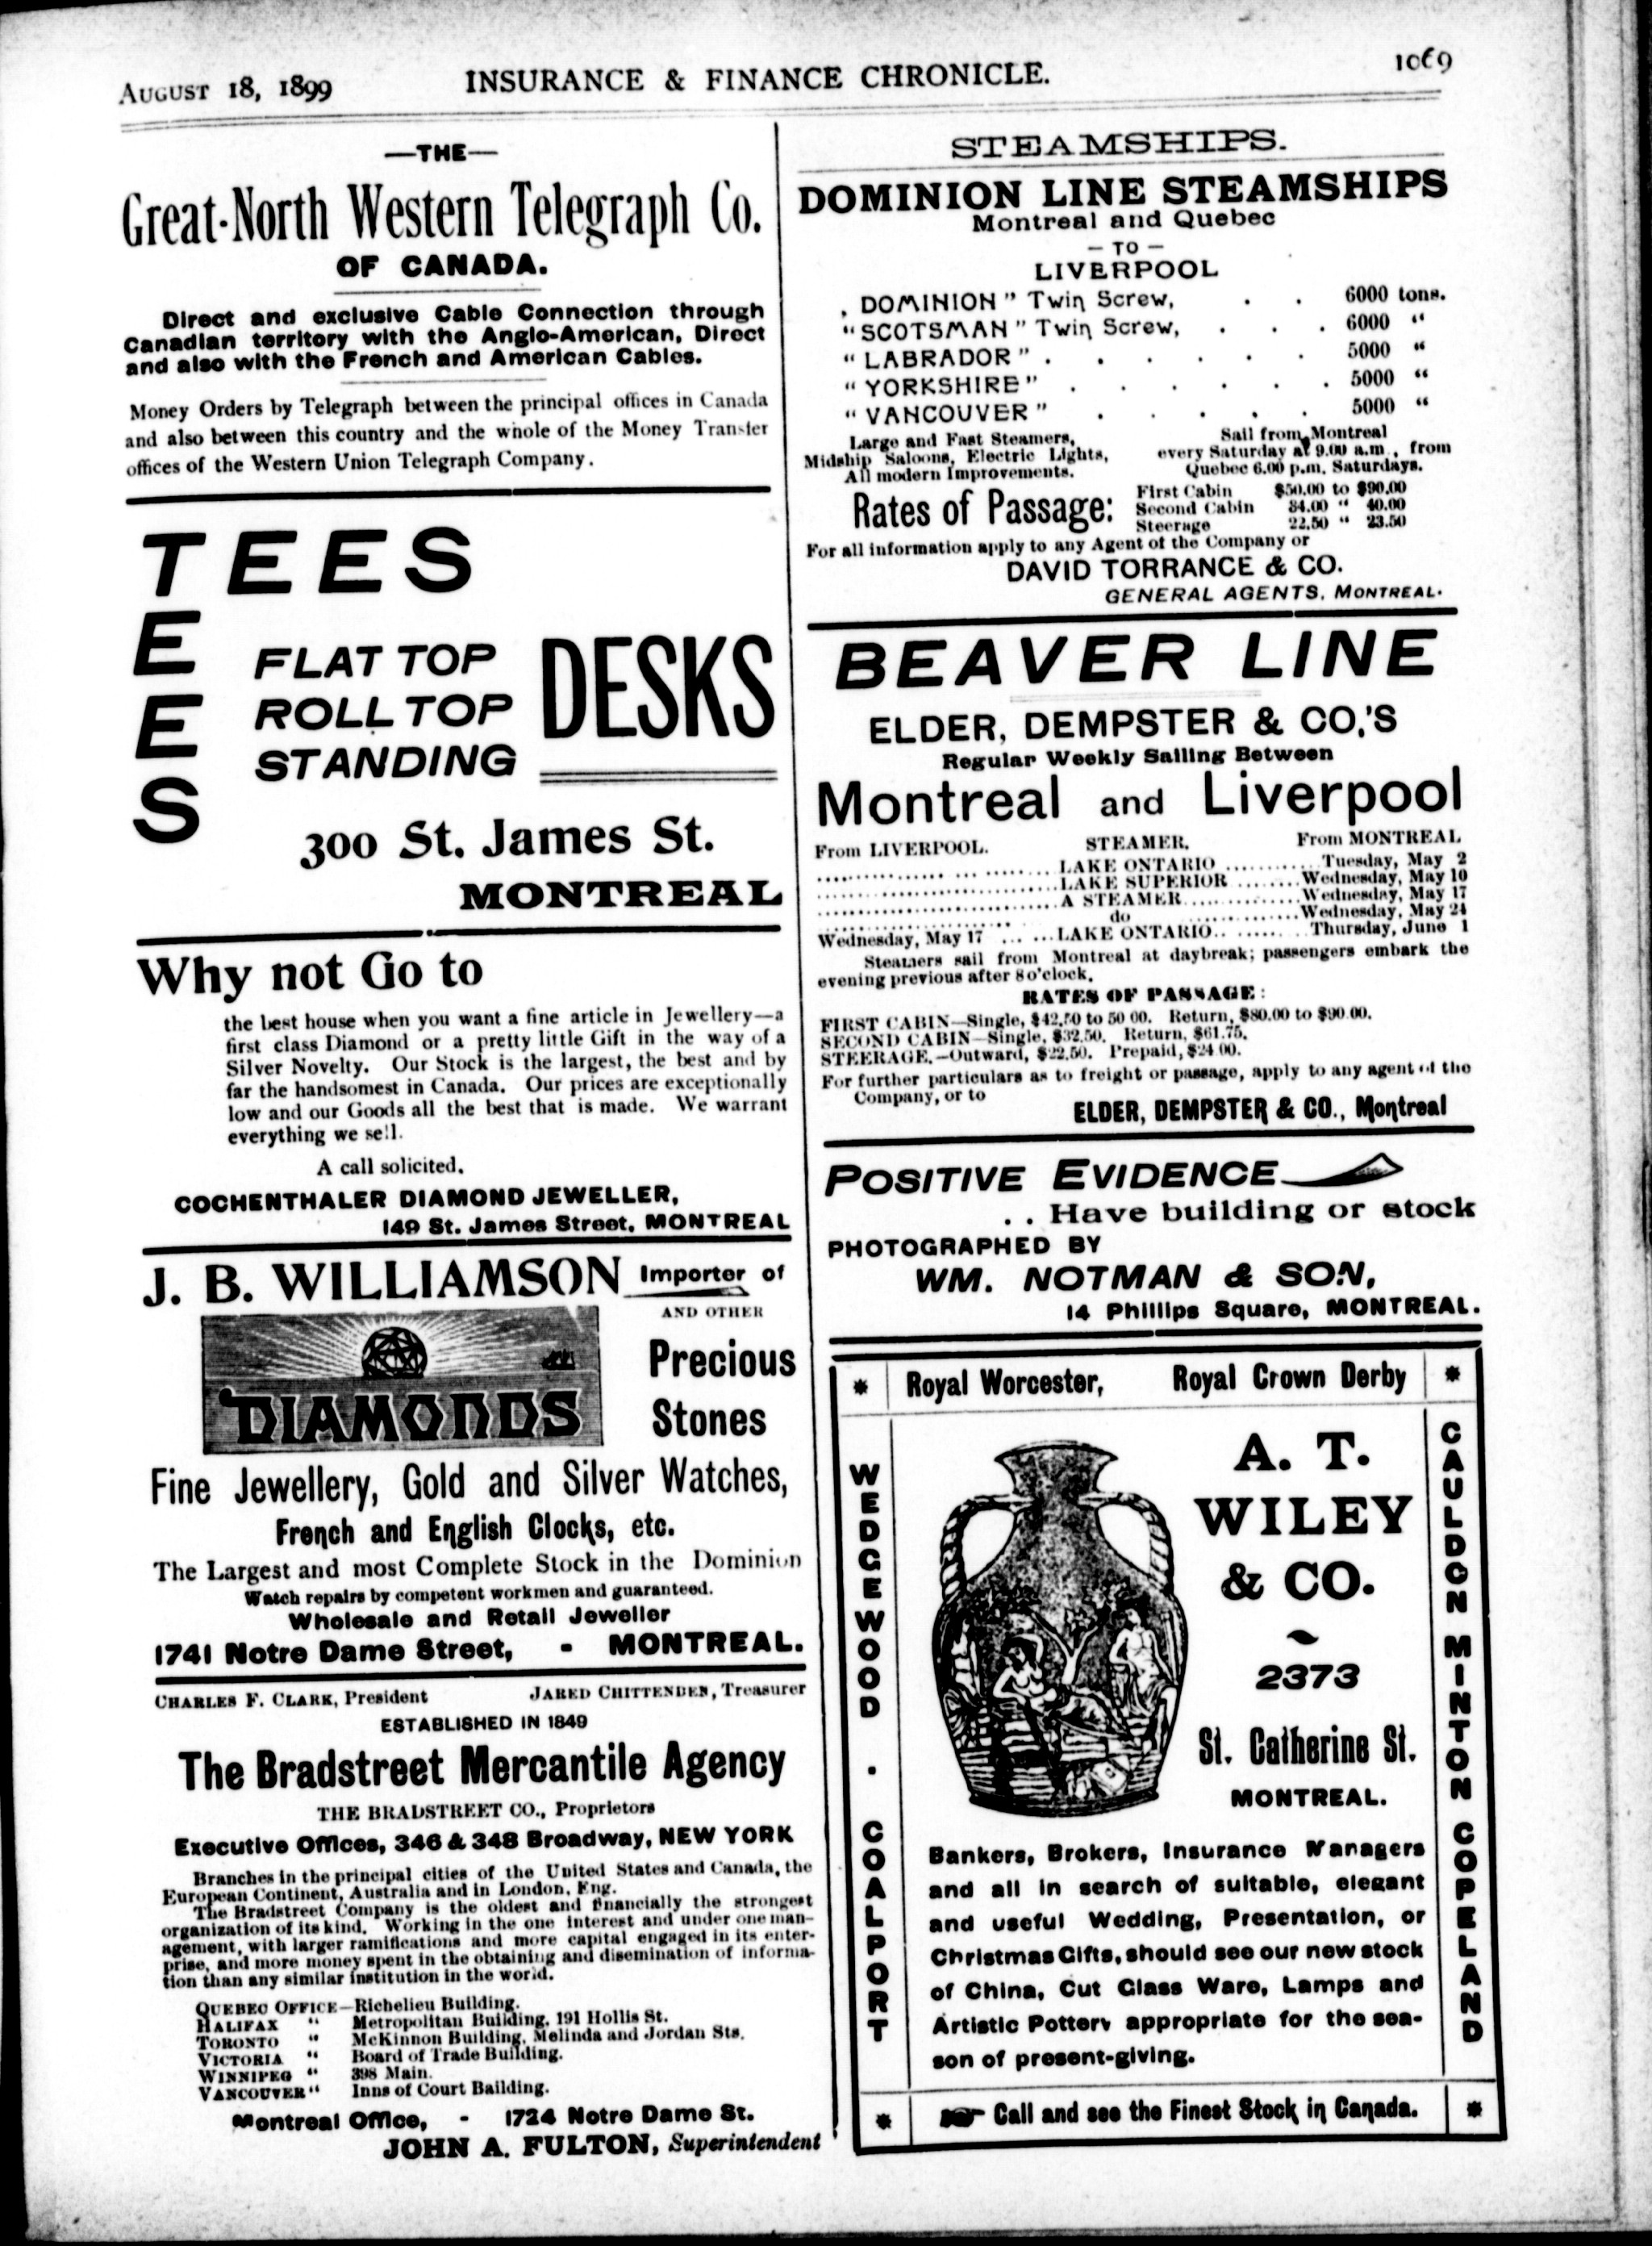 AUGUST 18, 1899 INSURANCE & FINANCE CHRONICLE. 1069
—THE—
Great-North Western Telegraph Co.
OF CANADA.
Direct and exclusive Cable Connection through
Canadian territory with the Anglo-American, Direct
and also with the French and American Cables.
Money Orders by Telegraph between the principal offices in Canada
and also between this country and the whole of the Money Transfer
offices of the Western Union Telegraph Company.
TEES
TEES
FLAT TOP
ROLL TOP
STANDING
DESKS
300 St. James St.
MONTREAL
Why not Go to
the best house when you want a fine article in Jewellery—a
first class Diamond or a pretty little Gift in the way of a
Silver Novelty. Our Stock is the largest, the best and by
far the handsomest in Canada. Our prices are exceptionally
low and our Goods all the best that is made. We warrant
everything we sell.
A call solicited.
COCHENTHALER DIAMOND JEWELLER,
149 St. James Street, MONTREAL
J. B. WILLIAMSON Importer of
AND OTHER
DIAMONDS
Precious
Stones
Fine Jewellery, Gold and Silver Watches,
French and English Clocks, etc.
The Largest and most Complete Stock in the Dominion
Watch repairs by competent workmen and guaranteed.
Wholesale and Retail Jeweller
1741 Notre Dame Street, - MONTREAL.
CHARLES F. CLARK, President JARED CHITTENDEN, Treasurer
ESTABLISHED IN 1849
The Bradstreet Mercantile Agency
THE BRADSTREET CO., Proprietors
Executive Offices, 346 & 348 Broadway, NEW YORK
Branches in the principal cities of the United States and Canada, the
European Continent, Australia and in London, Eng.
The Bradstreet Company is the oldest and financially the strongest
organization of its kind. Working in the one interest and under one man-
agement, with larger ramifications and more capital engaged in its enter-
prise, and more money spent in the obtaining and disemination of informa-
tion than any similar institution in the world.
QUEBEC OFFICE—Richelieu Building.
HALIFAX " Metropolitan Building, 191 Hollis St.
TORONTO " McKinnon Building, Melinda and Jordan Sts.
VICTORIA " Board of Trade Building.
WINNIPEG " 398 Main.
VANCOUVER " Inns of Court Building.
Montreal Office, - 1724 Notre Dame St.
JOHN A. FULTON, Superintendent
STEAMSHIPS.
DOMINION LINE STEAMSHIPS
Montreal and Quebec
— TO —
LIVERPOOL
DOMINION" Twin Screw, . . 6000 tons.
"SCOTSMAN" Twin Screw, . . . 6000 "
"LABRADOR" . . . . . . 5000 "
"YORKSHIRE" . . . . . . 5000 "
"VANCOUVER" . . . . . 5000 "
Large and Fast Steamers,
Midship Saloons, Electric Lights,
All modern Improvements.
Sail from Montreal
every Saturday at 9.00 a.m., from
Quebec 6.00 p.m. Saturdays.
Rates of Passage:
First Cabin $50.00 to $90.00
Second Cabin 34.00 " 40.00
Steerage 22.50 " 23.50
For all information apply to any Agent of the Company or
DAVID TORRANCE & CO.
GENERAL AGENTS, MONTREAL.
BEAVER LINE
ELDER, DEMPSTER & CO,'S
Regular Weekly Sailing Between
Montreal and Liverpool
From LIVERPOOL. STEAMER. From MONTREAL.
LAKE ONTARIO .......... Tuesday, May 2
LAKE SUPERIOR ........ Wednesday, May 10
A STEAMER .............. Wednesday, May 17
do .............. Wednesday, May 24
Wednesday, May 17 ... ... LAKE ONTARIO .. ....... Thursday, June 1
Steamers sail from Montreal at daybreak; passengers embark the
evening previous after 8 o'clock.
RATES OF PASSAGE:
FIRST CABIN—Single, $42.50 to 50 00. Return, $80.00 to $90.00.
SECOND CABIN—Single, $32.50. Return, $61.75.
STEERAGE.—Outward, $22.50. Prepaid, $24 00.
For further particulars as to freight or passage, apply to any agent of the
Company, or to
ELDER, DEMPSTER & CO., Montreal
POSITIVE EVIDENCE
. . Have building or stock
PHOTOGRAPHED BY
WM. NOTMAN & SON,
14 Phillips Square, MONTREAL.
* Royal Worcester, Royal Crown Derby *
WEDGEWOOD . COALPORT
A. T.
WILEY
& CO.
2373
St. Catherine St.
MONTREAL.
Bankers, Brokers, Insurance Managers
and all in search of suitable, elegant
and useful Wedding, Presentation, or
Christmas Gifts, should see our new stock
of China, Cut Glass Ware, Lamps and
Artistic Pottery appropriate for the sea-
son of present-giving.
CAULDON MINTON COPELAND
* Call and see the Finest Stock in Canada. *